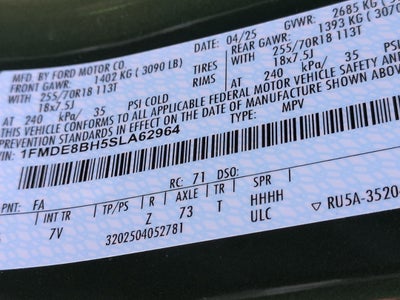 MFD. BY FORD MOTOR CO. DATE: 04/25 GVWR: 2685 KG
FRONT GAWR: 1402 KG (3090 LB) REAR GAWR: 1393 KG (3070
WITH 255/70R18 113T TIRES WITH 255/70R18 113T
18x7.5J RIMS 18x7.5J
AT 240 kPa/ 35 PSI COLD AT 240 kPa/ 35
THIS VEHICLE CONFORMS TO ALL APPLICABLE FEDERAL MOTOR VEHICLE SAFETY AND
PREVENTION STANDARDS IN EFFECT ON THE DATE OF MANUFACTURE SHOWN
VIN: 1FMDE8BH5SLA62964 TYPE: MPV
EXT PNT: FA RC: 71 DSO:
INT TR TP/PS R AXLE TR SPR
7V Z 73 T HHHH
3202504052781 ULC
▽ RU5A-3520